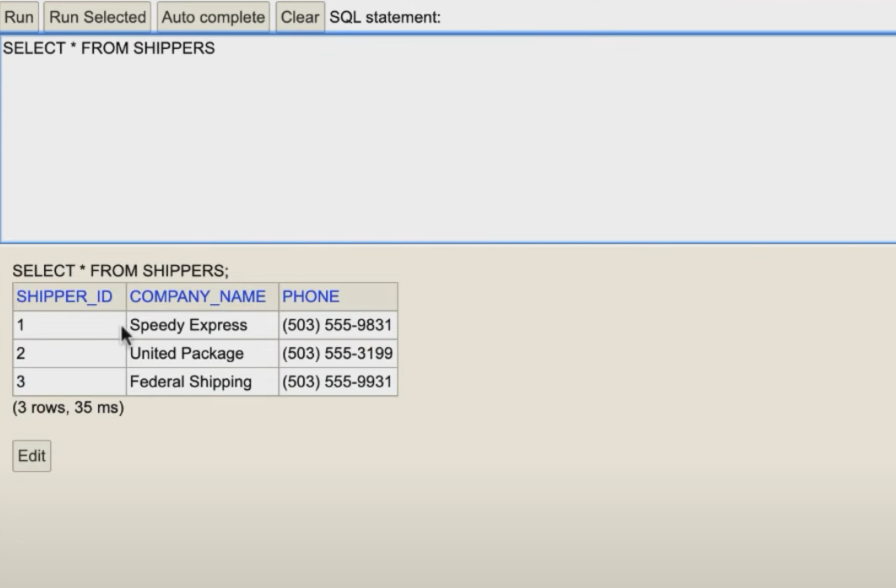 Run Run Selected Auto complete Clear SQL statement:
SELECT * FROM SHIPPERS
SELECT * FROM SHIPPERS;
SHIPPER_ID COMPANY_NAME PHONE
1 Speedy Express (503) 555-9831
2 United Package (503) 555-3199
3 Federal Shipping (503) 555-9931
(3 rows, 35 ms)
Edit